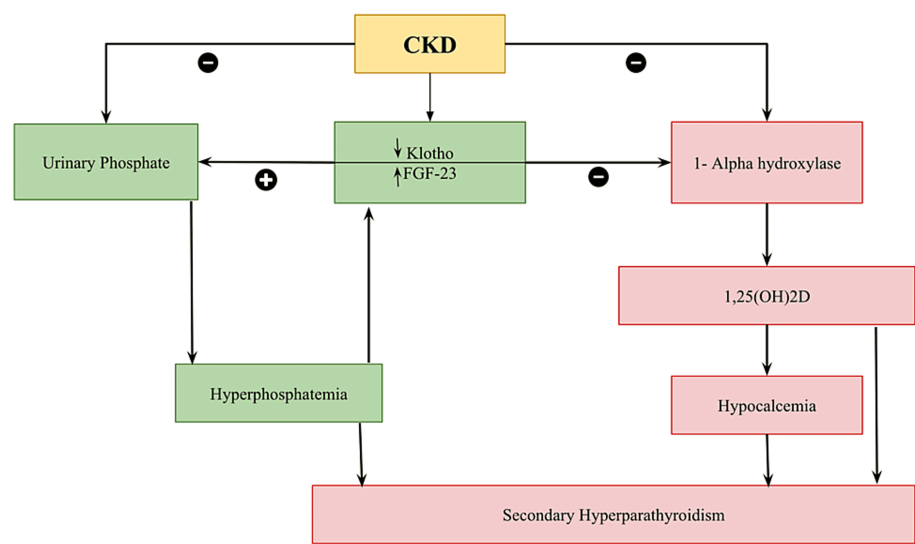 CKD
−
−
Urinary Phosphate
↓ Klotho
↑ FGF-23
1- Alpha hydroxylase
+
−
1,25(OH)2D
Hyperphosphatemia
Hypocalcemia
Secondary Hyperparathyroidism